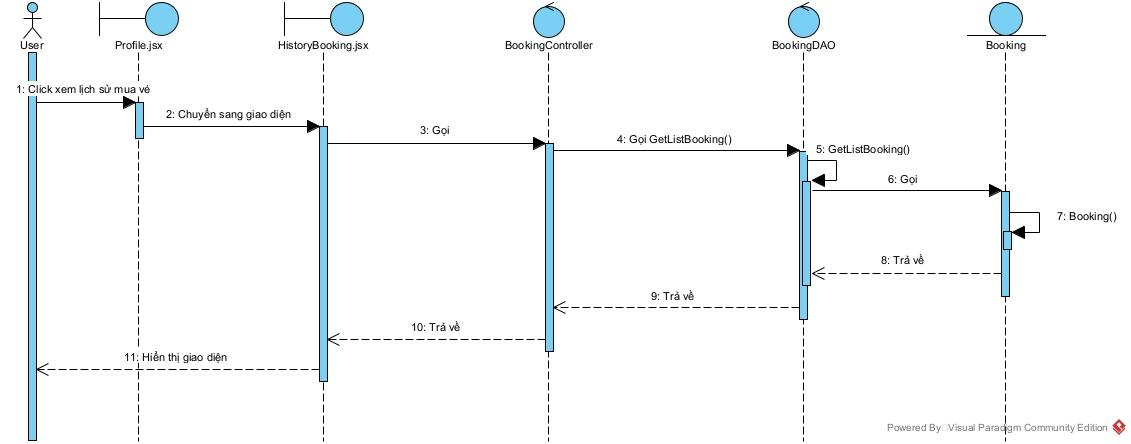 User
Profile.jsx
HistoryBooking.jsx
BookingController
BookingDAO
Booking
1: Click xem lịch sử mua vé
2: Chuyển sang giao diện
3: Gọi
4: Gọi GetListBooking()
5: GetListBooking()
6: Gọi
7: Booking()
8: Trả về
9: Trả về
10: Trả về
11: Hiển thị giao diện
Powered By Visual Paradigm Community Edition